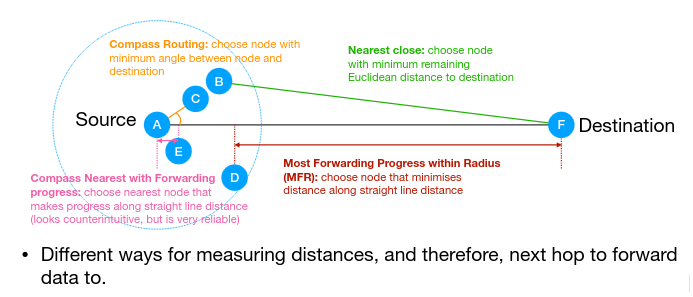 Compass Routing: choose node with
minimum angle between node and
destination
Nearest close: choose node
with minimum remaining
Euclidean distance to destination
B
C
Source
A
F
Destination
E
D
Compass Nearest with Forwarding
progress: choose nearest node that
makes progress along straight line distance
(looks counterintuitive, but is very reliable)
Most Forwarding Progress within Radius
(MFR): choose node that minimises
distance along straight line distance
• Different ways for measuring distances, and therefore, next hop to forward
data to.